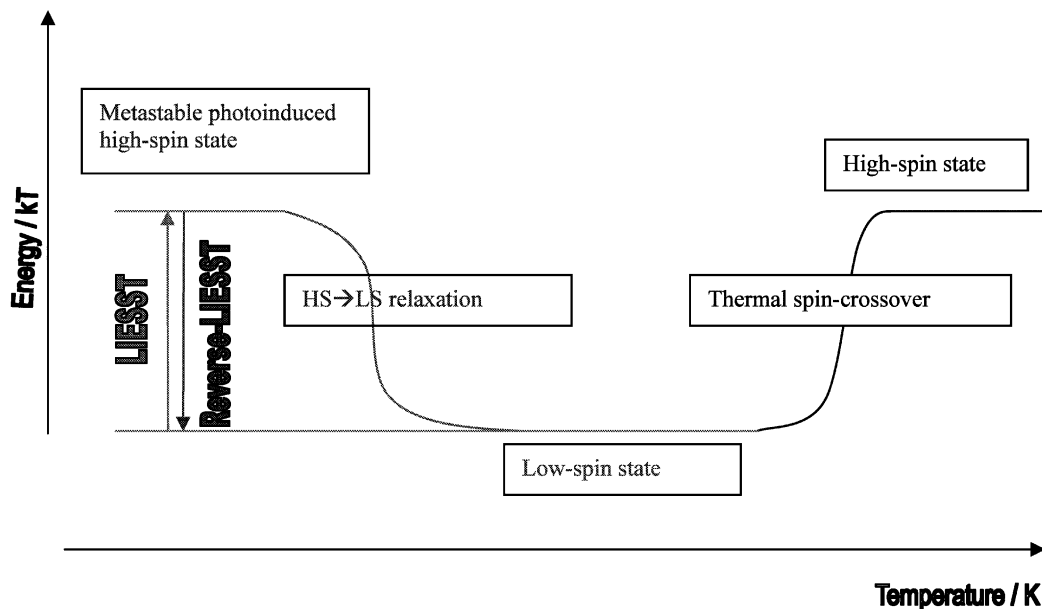 Metastable photoinduced
high-spin state
High-spin state
Energy / kT
LIESST
Reverse-LIESST
HS→LS relaxation
Thermal spin-crossover
Low-spin state
Temperature / K